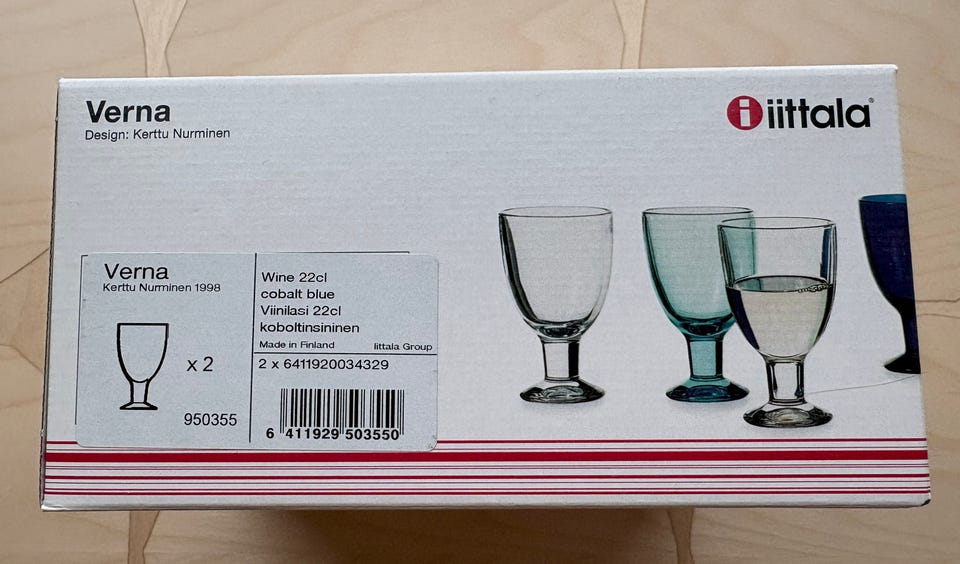 Verna
Design: Kerttu Nurminen
iittala®
Verna
Kerttu Nurminen 1998
x 2
950355
Wine 22cl
cobalt blue
Viinilasi 22cl
koboltinsininen
Made in Finland Iittala Group
2 x 6411920034329
6 411929 503550